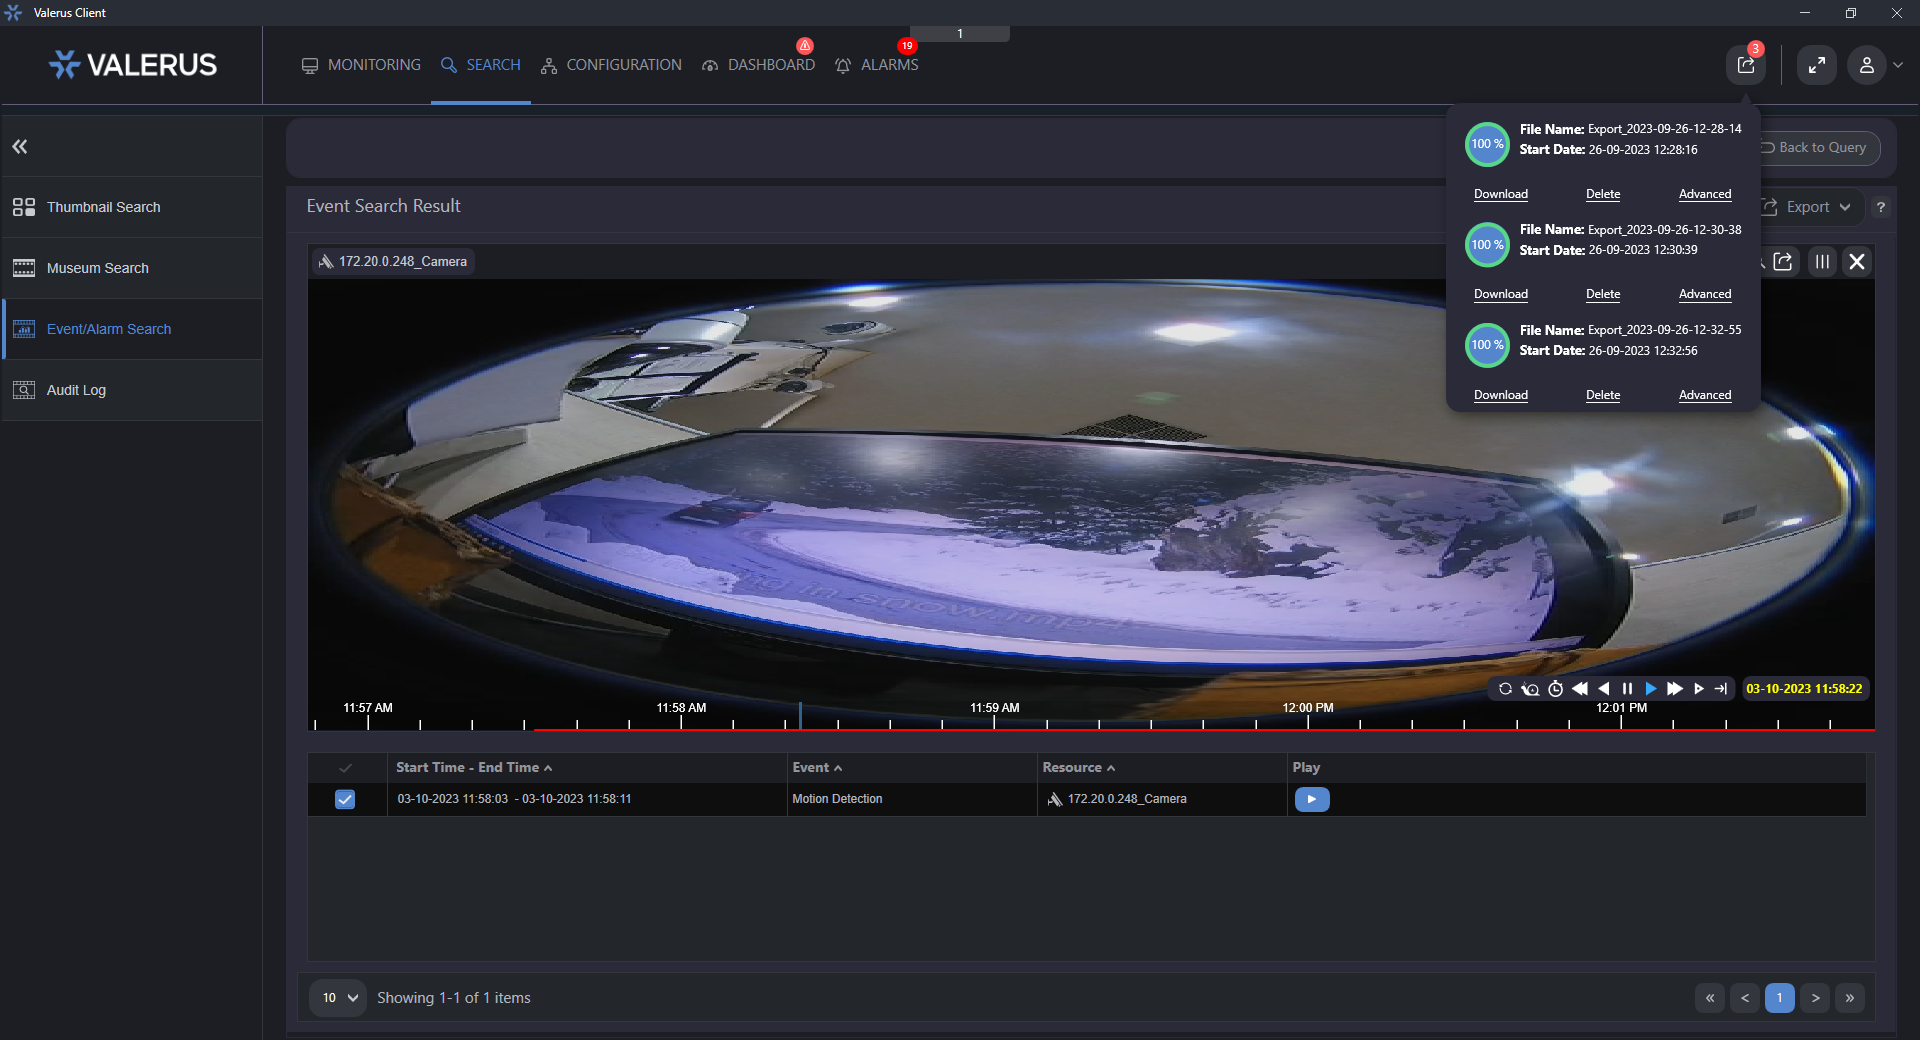 Valerus Client
1
VALERUS
MONITORING
SEARCH
CONFIGURATION
DASHBOARD
19
ALARMS
3
File Name: Export_2023-09-26-12-28-14
100 %
Start Date: 26-09-2023 12:28:16
Download Delete Advanced
File Name: Export_2023-09-26-12-30-38
100 %
Start Date: 26-09-2023 12:30:39
Download Delete Advanced
File Name: Export_2023-09-26-12-32-55
100 %
Start Date: 26-09-2023 12:32:56
Download Delete Advanced
Back to Query
Thumbnail Search
Museum Search
Event/Alarm Search
Audit Log
Event Search Result
Export
?
172.20.0.248_Camera
in snow.mp4
03-10-2023 11:58:22
11:57 AM 11:58 AM 11:59 AM 12:00 PM 12:01 PM
Start Time - End Time Event Resource Play
03-10-2023 11:58:03 - 03-10-2023 11:58:11 Motion Detection 172.20.0.248_Camera
10 Showing 1-1 of 1 items
« < 1 > »